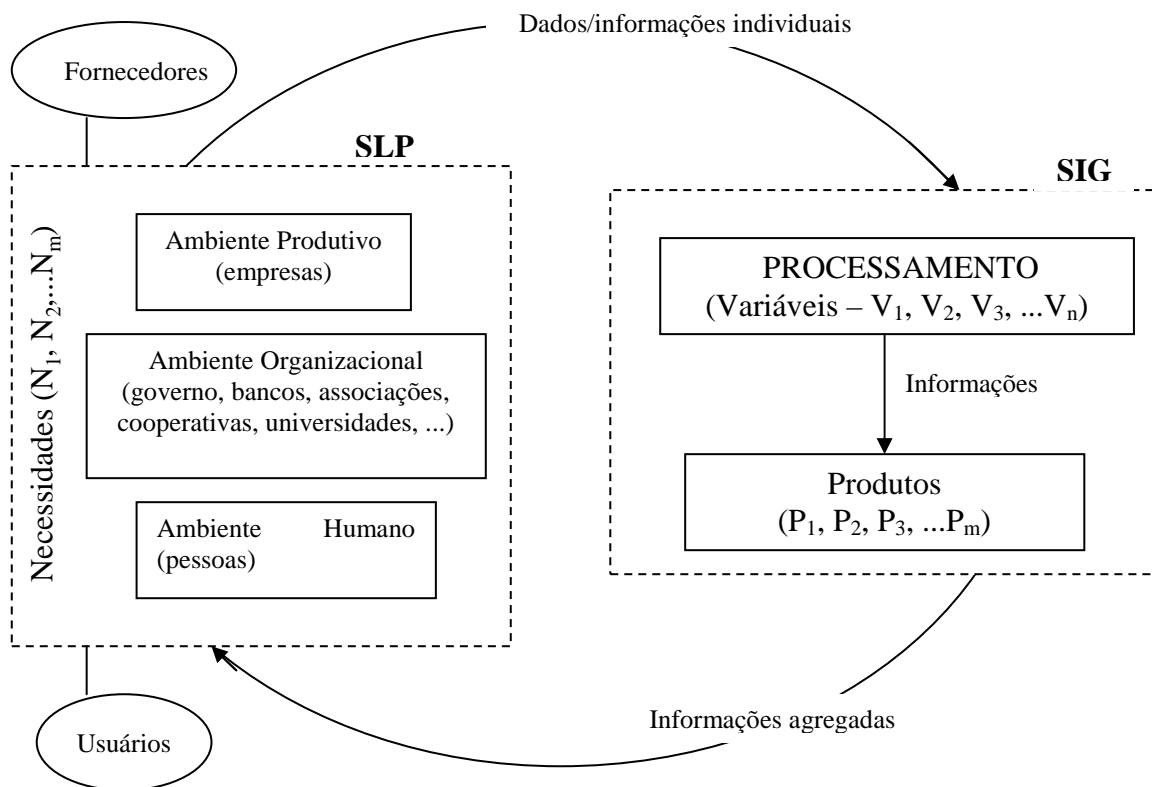 Dados/informações individuais
Fornecedores
SLP
SIG
Necessidades (N₁, N₂,...Nₘ)
Ambiente Produtivo
(empresas)
Ambiente Organizacional
(governo, bancos, associações,
cooperativas, universidades, ...)
Ambiente Humano
(pessoas)
PROCESSAMENTO
(Variáveis – V₁, V₂, V₃, ...Vₙ)
Informações
Produtos
(P₁, P₂, P₃, ...Pₘ)
Informações agregadas
Usuários